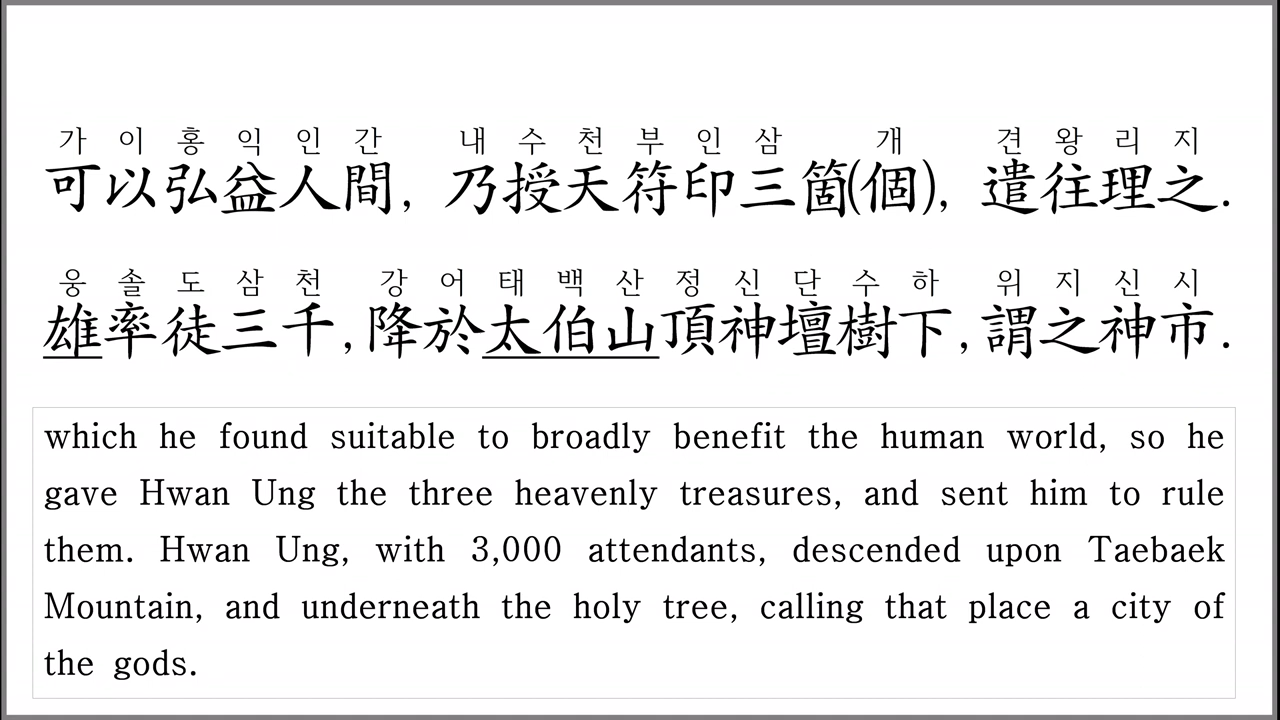 가 이 홍 익 인 간 내 수 천 부 인 삼 개 견 왕 리 지
可以弘益人間, 乃授天符印三箇(個), 遣往理之.
웅 솔 도 삼 천 강 어 태 백 산 정 신 단 수 하 위 지 신 시
雄率徒三千, 降於太伯山頂神壇樹下, 謂之神市.
which he found suitable to broadly benefit the human world, so he
gave Hwan Ung the three heavenly treasures, and sent him to rule
them. Hwan Ung, with 3,000 attendants, descended upon Taebaek
Mountain, and underneath the holy tree, calling that place a city of
the gods.